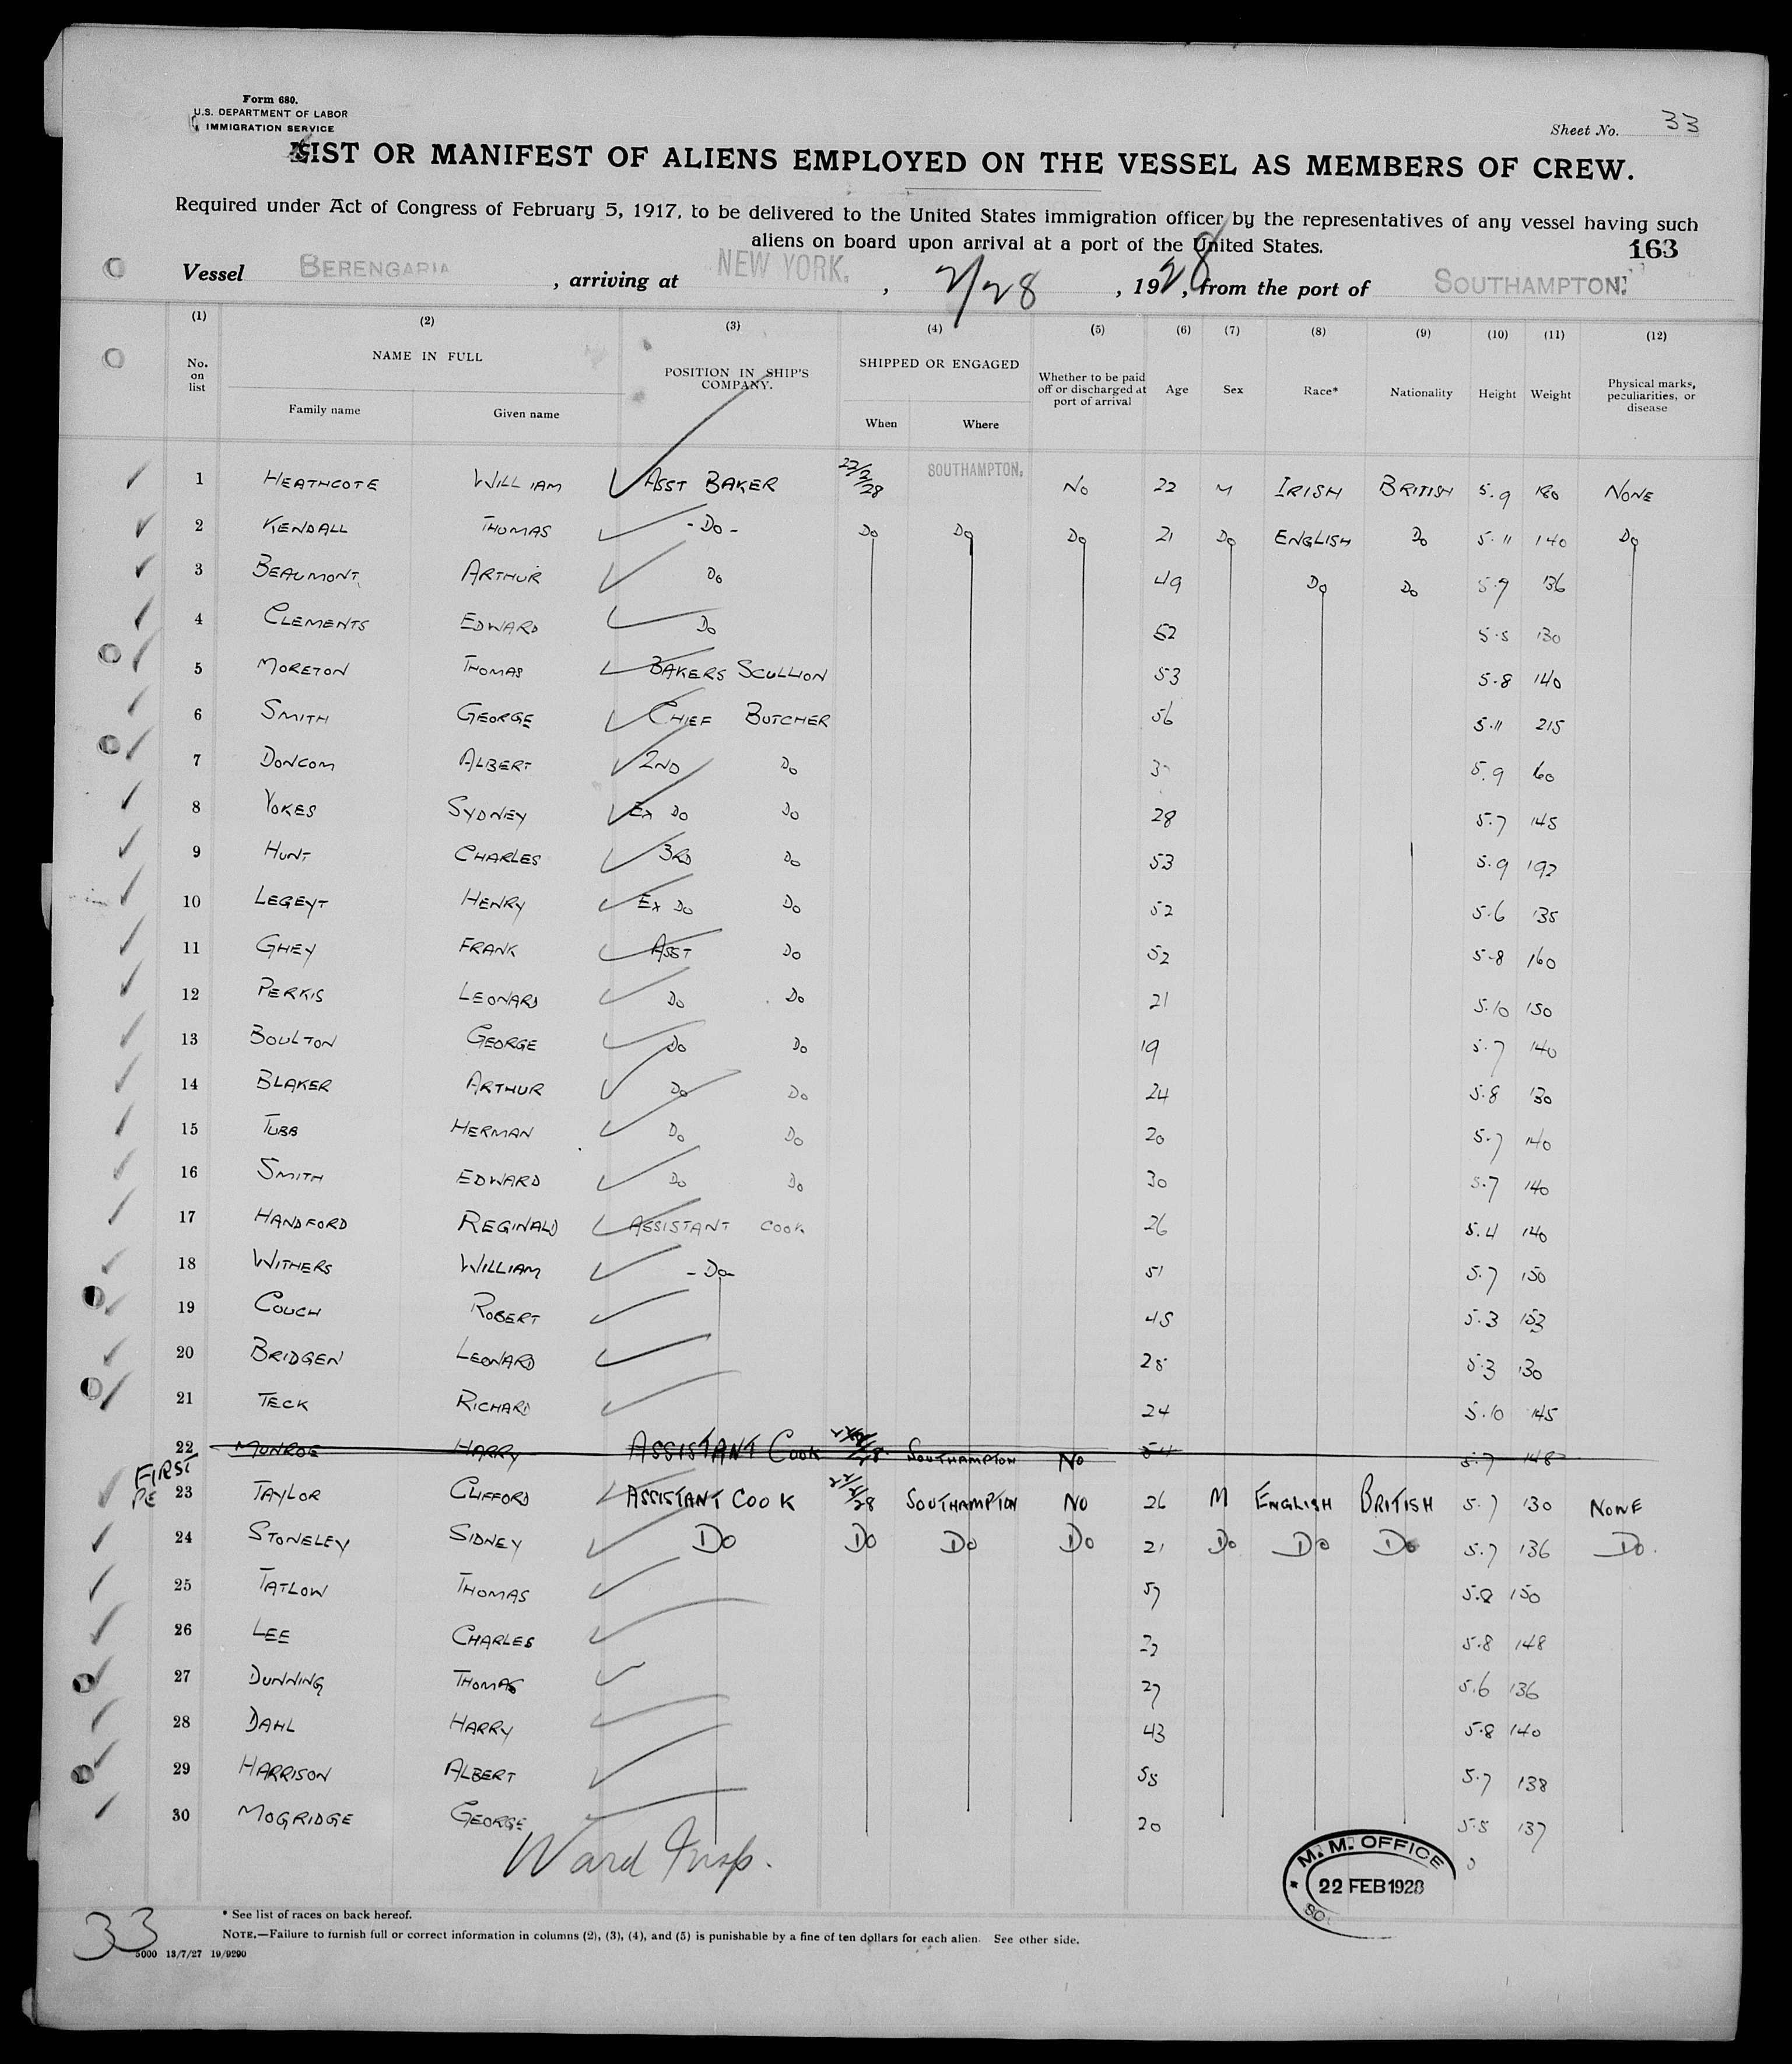 Form 680.
U.S. DEPARTMENT OF LABOR
IMMIGRATION SERVICE
Sheet No. 33
LIST OR MANIFEST OF ALIENS EMPLOYED ON THE VESSEL AS MEMBERS OF CREW.
Required under Act of Congress of February 5, 1917, to be delivered to the United States immigration officer by the representatives of any vessel having such
aliens on board upon arrival at a port of the United States.
163
Vessel BERENGARIA, arriving at NEW YORK, 2/28, 1928, from the port of SOUTHAMPTON
(1) (2) (3) (4) (5) (6) (7) (8) (9) (10) (11) (12)
No. on list NAME IN FULL Family name Given name POSITION IN SHIP'S COMPANY. SHIPPED OR ENGAGED When Where Whether to be paid off or discharged at port of arrival Age Sex Race* Nationality Height Weight Physical marks, peculiarities, or disease
1 HEATHCOTE WILLIAM ASST BAKER 22/2/28 SOUTHAMPTON. NO 22 M IRISH BRITISH 5.9 180 NONE
2 KENDALL THOMAS -DO- DO DO DO 21 DO ENGLISH DO 5.11 140 DO
3 BEAUMONT ARTHUR DO 49 DO DO 5.9 136
4 CLEMENTS EDWARD DO 52 5.5 130
5 MORETON THOMAS BAKERS SCULLION 53 5.8 140
6 SMITH GEORGE CHIEF BUTCHER 56 5.11 215
7 DONCOM ALBERT 2ND DO 5.9 160
8 VOKES SYDNEY EX DO DO 28 5.7 145
9 HUNT CHARLES 3RD DO 53 5.9 192
10 LEGEYT HENRY EX DO DO 52 5.6 135
11 GHEY FRANK ASST DO 52 5-8 160
12 PERKIS LEONARD DO DO 21 5.10 150
13 BOULTON GEORGE DO DO 19 5.7 140
14 BLAKER ARTHUR DO DO 24 5.8 130
15 TUBB HERMAN DO DO 20 5.7 140
16 SMITH EDWARD DO DO 30 5.7 140
17 HANDFORD REGINALD ASSISTANT COOK 26 5.4 140
18 WITHERS WILLIAM -DO- 51 5.7 150
19 COUCH ROBERT 45 5.3 153
20 BRIDGEN LEONARD 28 5.3 130
21 TECK RICHARD 24 5.10 145
22 MUNROE HARRY ASSISTANT COOK SOUTHAMPTON NO 54 5.7 148
FIRST
23 TAYLOR CLIFFORD ASSISTANT COOK 22/2/28 SOUTHAMPTON NO 26 M ENGLISH BRITISH 5.7 130 NONE
24 STONELEY SIDNEY DO DO DO DO 21 DO DO DO 5.7 136 DO.
25 TATLOW THOMAS 57 5.8 150
26 LEE CHARLES 5.8 148
27 DUNNING THOMAS 27 5.6 136
28 DAHL HARRY 43 5.8 140
29 HARRISON ALBERT 55 5.7 138
30 MOGRIDGE GEORGE 20 5.5 137
Ward Insp.
M.M. OFFICE
22 FEB 1928
33
* See list of races on back hereof.
NOTE.—Failure to furnish full or correct information in columns (2), (3), (4), and (5) is punishable by a fine of ten dollars for each alien. See other side.
5000 13/7/27 19/9290